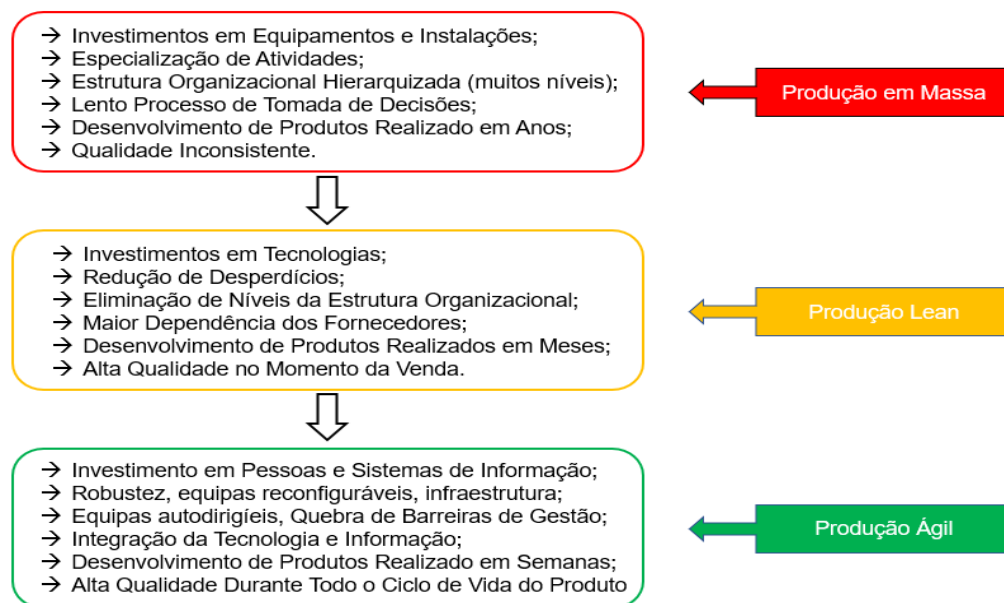 → Investimentos em Equipamentos e Instalações;
→ Especialização de Atividades;
→ Estrutura Organizacional Hierarquizada (muitos níveis);
→ Lento Processo de Tomada de Decisões;
→ Desenvolvimento de Produtos Realizado em Anos;
→ Qualidade Inconsistente.
Produção em Massa
→ Investimentos em Tecnologias;
→ Redução de Desperdícios;
→ Eliminação de Níveis da Estrutura Organizacional;
→ Maior Dependência dos Fornecedores;
→ Desenvolvimento de Produtos Realizados em Meses;
→ Alta Qualidade no Momento da Venda.
Produção Lean
→ Investimento em Pessoas e Sistemas de Informação;
→ Robustez, equipas reconfiguráveis, infraestrutura;
→ Equipas autodirigíeis, Quebra de Barreiras de Gestão;
→ Integração da Tecnologia e Informação;
→ Desenvolvimento de Produtos Realizado em Semanas;
→ Alta Qualidade Durante Todo o Ciclo de Vida do Produto
Produção Ágil